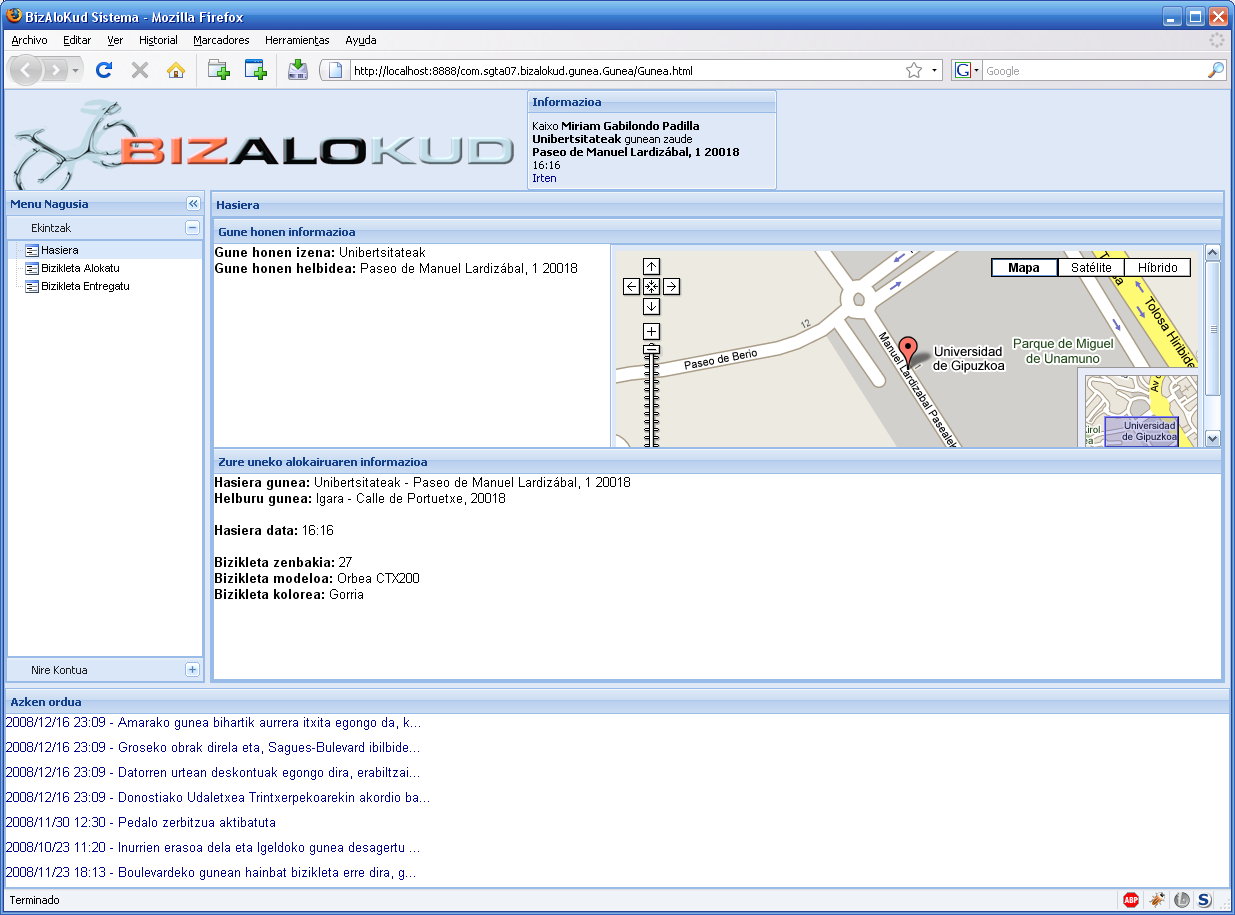 BizAloKud Sistema - Mozilla Firefox
Archivo Editar Ver Historial Marcadores Herramientas Ayuda
http://localhost:8888/com.sgta07.bizalokud.gunea.Gunea/Gunea.html
G Google
BIZALOKUD
Informazioa
Kaixo Miriam Gabilondo Padilla
Unibertsitateak gunean zaude
Paseo de Manuel Lardizábal, 1 20018
16:16
Irten
Menu Nagusia
Ekintzak
Hasiera
Bizikleta Alokatu
Bizikleta Entregatu
Nire Kontua
Hasiera
Gune honen informazioa
Gune honen izena: Unibertsitateak
Gune honen helbidea: Paseo de Manuel Lardizábal, 1 20018
Mapa Satélite Híbrido
12
Paseo de Berio
Manuel Lardizabal Pasealek
Universidad
de Gipuzkoa
Parque de Miguel
de Unamuno
Tolosa Hiribide
Av d
Universidad
de Gipuzkoa
Zure uneko alokairuaren informazioa
Hasiera gunea: Unibertsitateak - Paseo de Manuel Lardizábal, 1 20018
Helburu gunea: Igara - Calle de Portuetxe, 20018
Hasiera data: 16:16
Bizikleta zenbakia: 27
Bizikleta modeloa: Orbea CTX200
Bizikleta kolorea: Gorria
Azken ordua
2008/12/16 23:09 - Amarako gunea bihartik aurrera itxita egongo da, k...
2008/12/16 23:09 - Groseko obrak direla eta, Sagues-Bulevard ibilbide...
2008/12/16 23:09 - Datorren urtean deskontuak egongo dira, erabiltzai...
2008/12/16 23:09 - Donostiako Udaletxea Trintxerpekoarekin akordio ba...
2008/11/30 12:30 - Pedalo zerbitzua aktibatuta
2008/10/23 11:20 - Inurrien erasoa dela eta Igeldoko gunea desagertu ...
2008/11/23 18:13 - Boulevardeko gunean hainbat bizikleta erre dira, g...
Terminado
ABP